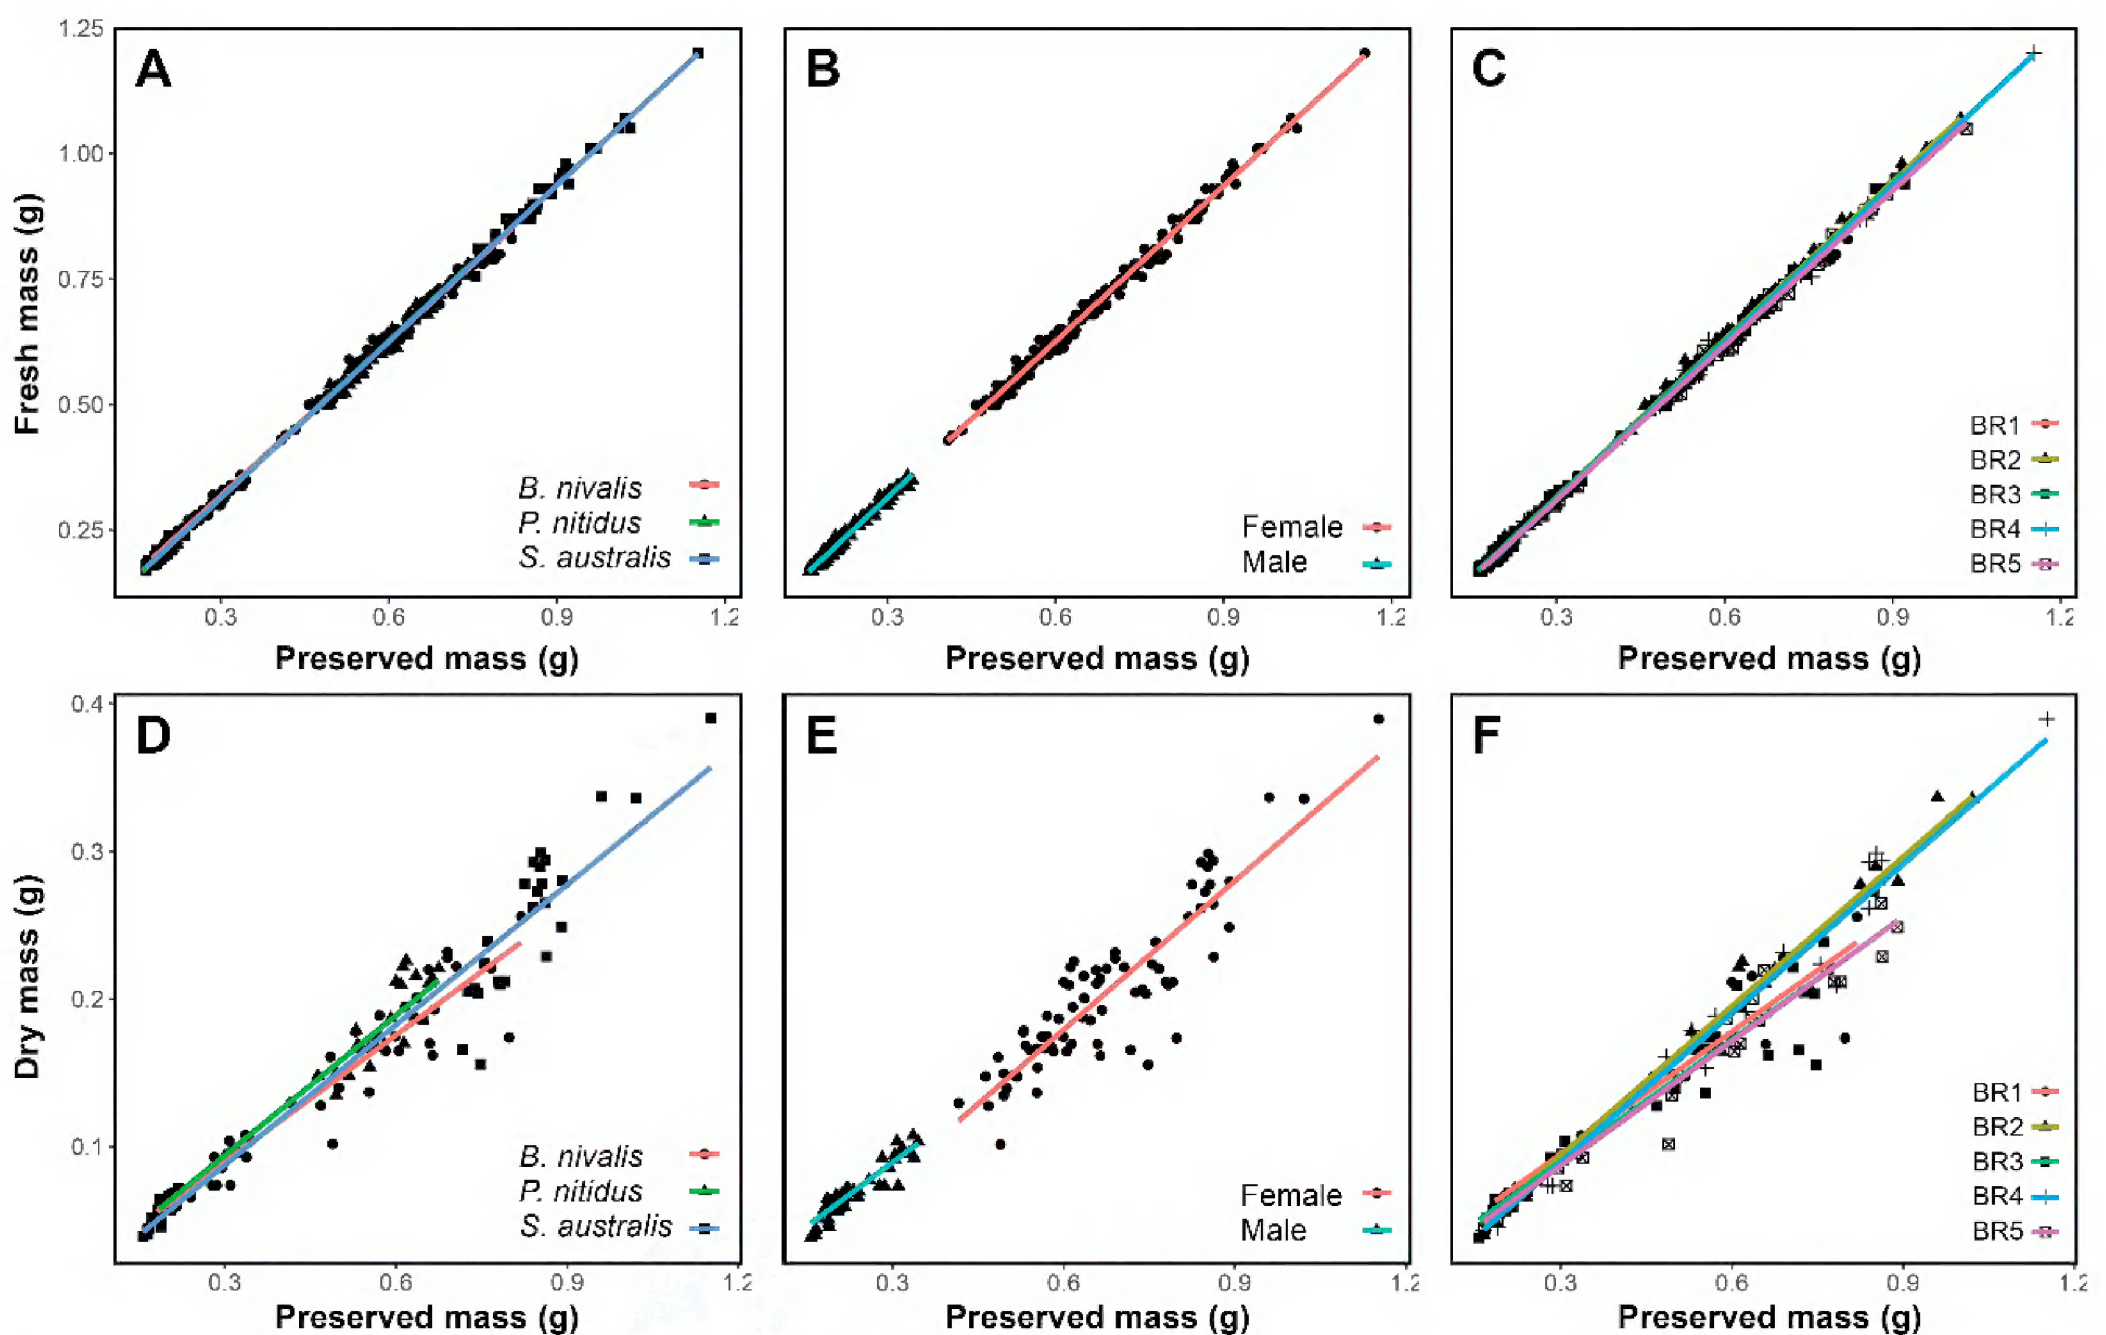 A
B
C
1.25
1.00
0.75
0.50
0.25
Fresh mass (g)
B. nivalis
P. nitidus
S. australis
Female
Male
BR1
BR2
BR3
BR4
BR5
0.3 0.6 0.9 1.2
0.3 0.6 0.9 1.2
0.3 0.6 0.9 1.2
Preserved mass (g)
Preserved mass (g)
Preserved mass (g)
D
E
F
0.4
0.3
0.2
0.1
Dry mass (g)
B. nivalis
P. nitidus
S. australis
Female
Male
BR1
BR2
BR3
BR4
BR5
0.3 0.6 0.9 1.2
0.3 0.6 0.9 1.2
0.3 0.6 0.9 1.2
Preserved mass (g)
Preserved mass (g)
Preserved mass (g)